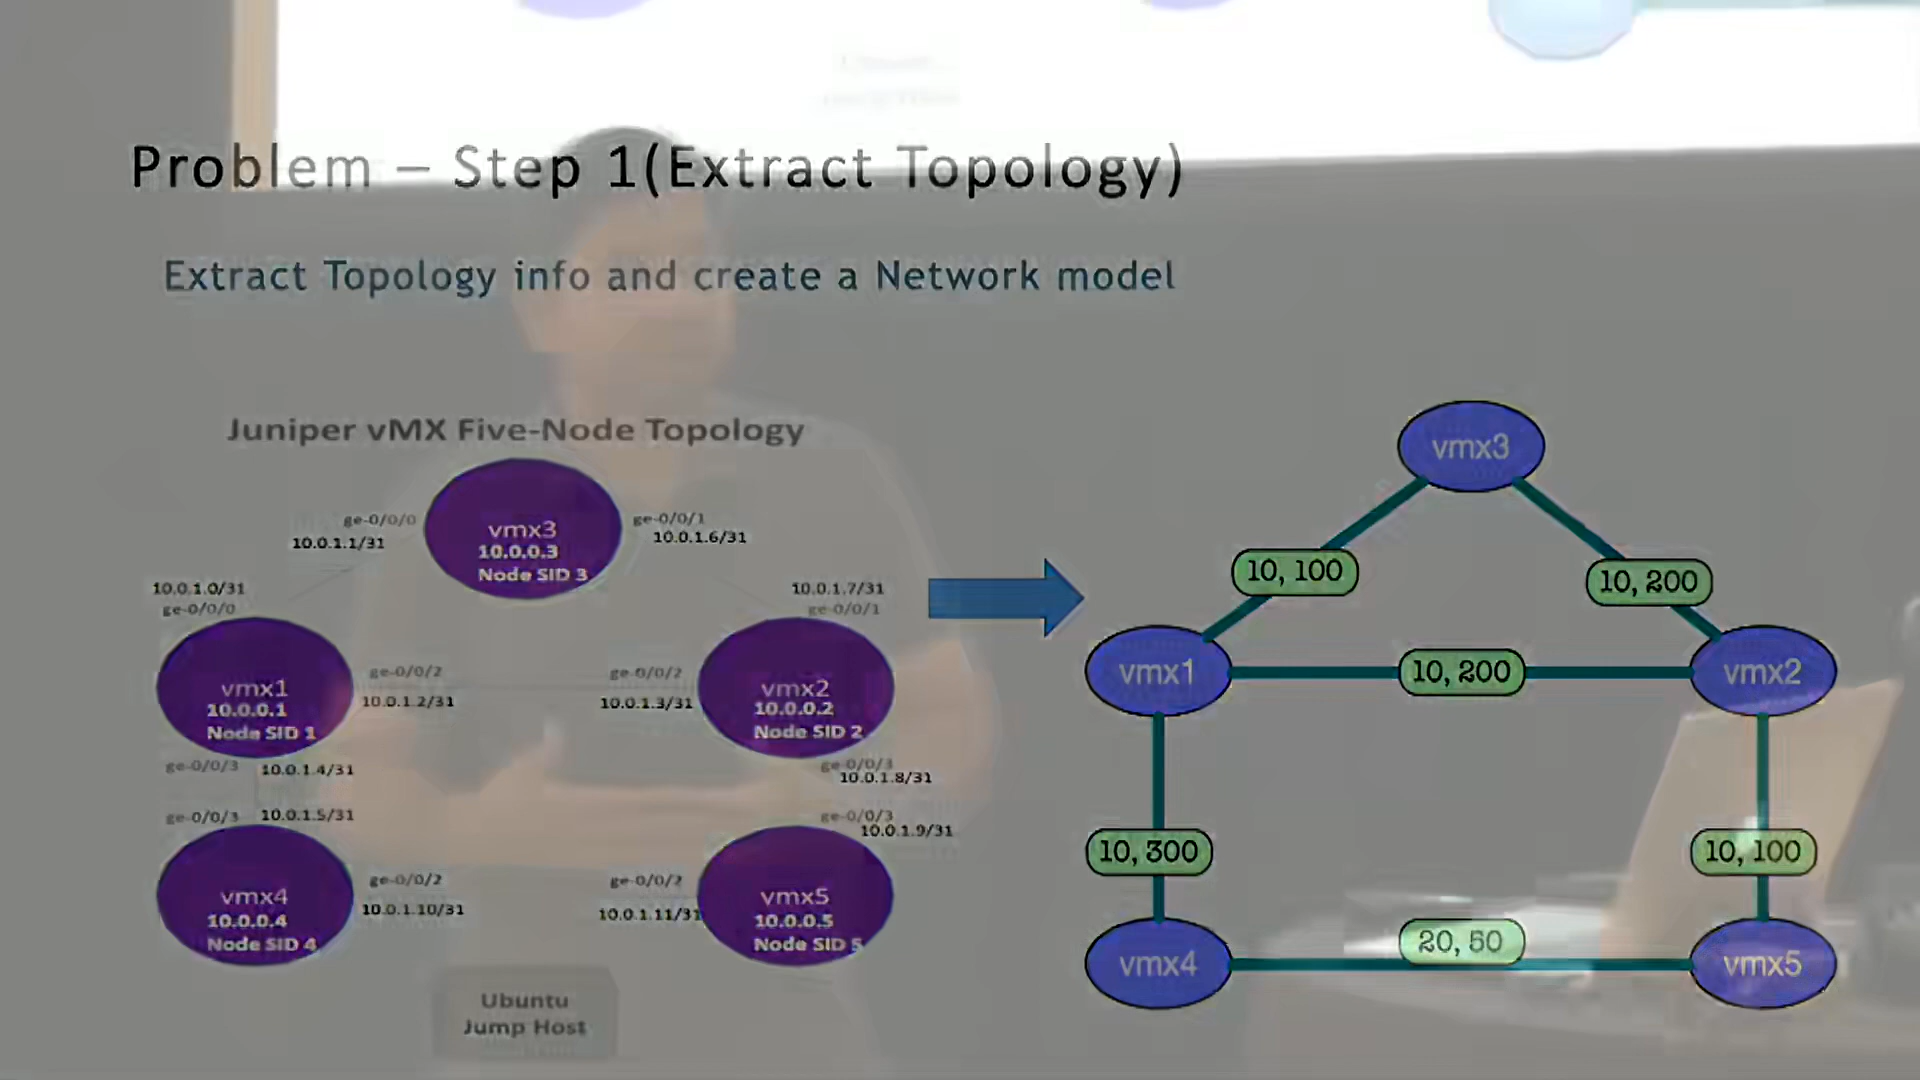 Problem – Step 1(Extract Topology)
Extract Topology info and create a Network model
Juniper vMX Five-Node Topology
ge-0/0/0
10.0.1.1/31
vmx3
10.0.0.3
Node SID 3
ge-0/0/1
10.0.1.6/31
10.0.1.0/31
ge-0/0/0
10.0.1.7/31
ge-0/0/1
vmx1
10.0.0.1
Node SID 1
ge-0/0/2
10.0.1.2/31
ge-0/0/2
10.0.1.3/31
vmx2
10.0.0.2
Node SID 2
ge-0/0/3
10.0.1.4/31
ge-0/0/3
10.0.1.8/31
ge-0/0/3
10.0.1.5/31
ge-0/0/3
10.0.1.9/31
vmx4
10.0.0.4
Node SID 4
ge-0/0/2
10.0.1.10/31
ge-0/0/2
10.0.1.11/31
vmx5
10.0.0.5
Node SID 5
Ubuntu
Jump Host
vmx3
10, 100
10, 200
vmx1
10, 200
vmx2
10, 300
10, 100
vmx4
20, 50
vmx5